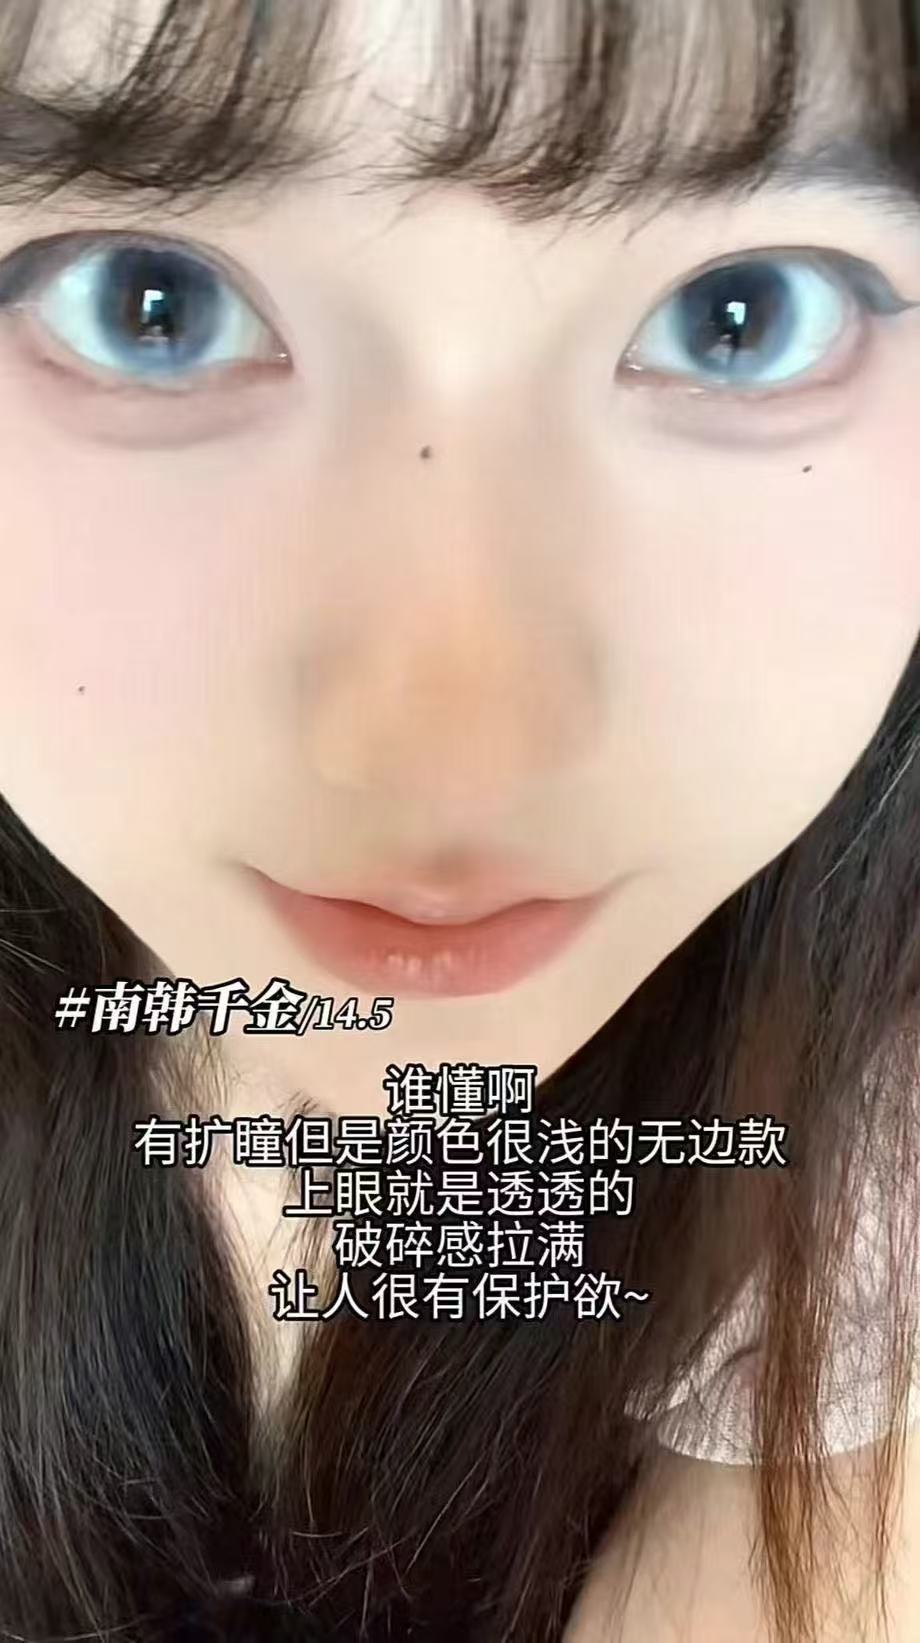 #南韩千金/14.5
谁懂啊
有扩瞳但是颜色很浅的无边款
上眼就是透透的
破碎感拉满
让人很有保护欲~